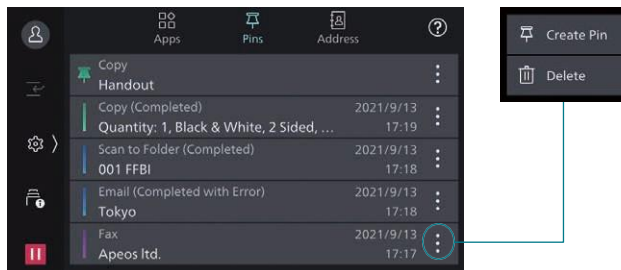 Apps
Pins
Address
?
Copy
Handout
Copy (Completed) 2021/9/13
Quantity: 1, Black & White, 2 Sided, ... 17:19
Scan to Folder (Completed) 2021/9/13
001 FFBI 17:18
Email (Completed with Error) 2021/9/13
Tokyo 17:18
Fax 2021/9/13
Apeos ltd. 17:17
Create Pin
Delete